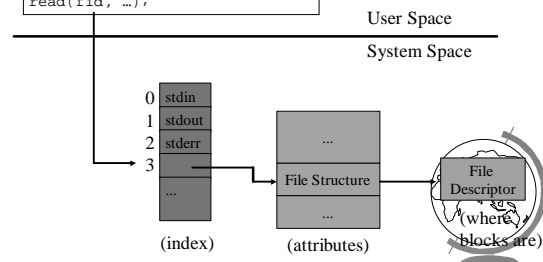 read(fid, …);
User Space
System Space
0 stdin
1 stdout
2 stderr
3
...
(index)
...
File Structure
...
(attributes)
File
Descriptor
(where
blocks are)